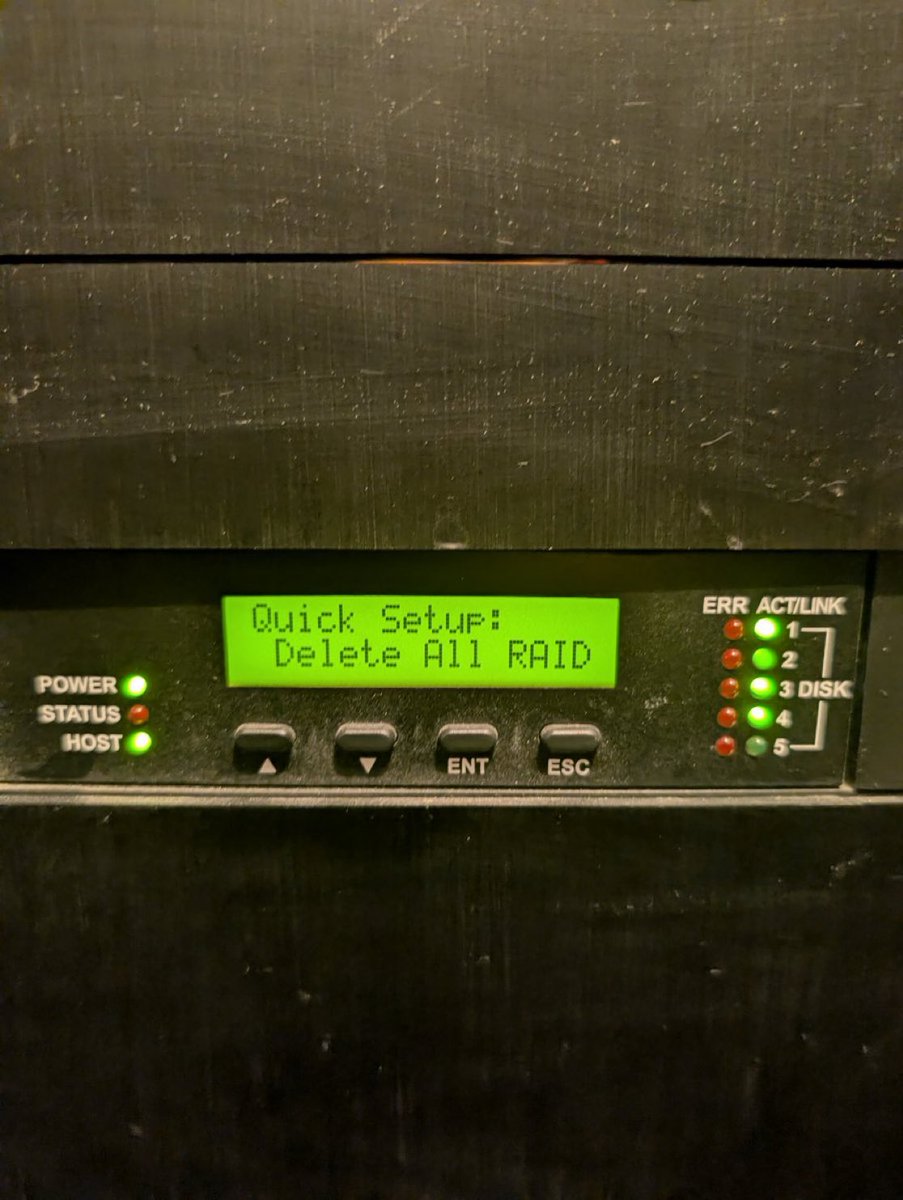 Quick Setup:
Delete All RAID
POWER
STATUS
HOST
▲ ▼ ENT ESC
ERR ACT/LINK
1
2
3 DISK
4
5